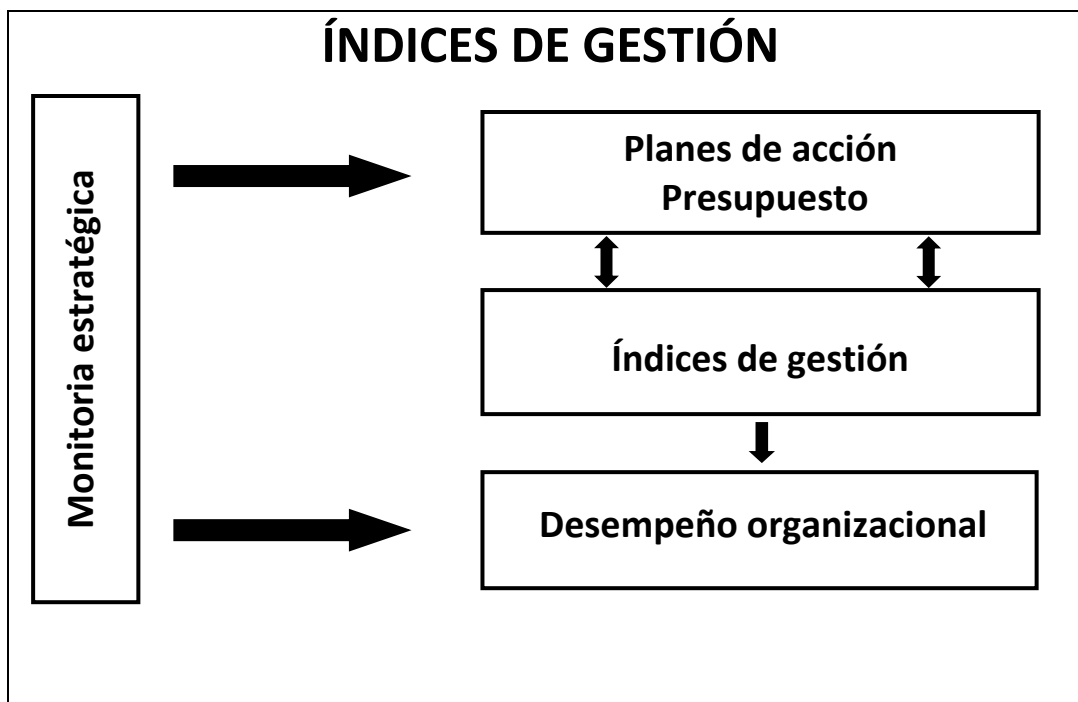 ÍNDICES DE GESTIÓN
Monitoria estratégica
Planes de acción
Presupuesto
Índices de gestión
Desempeño organizacional